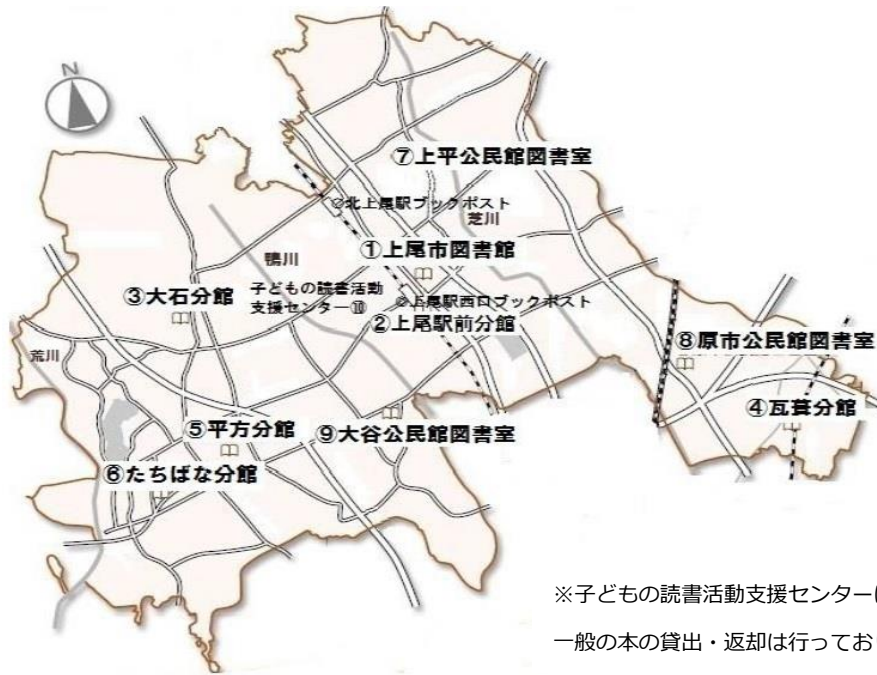 N
⑦上平公民館図書室
⊘北上尾駅ブックポスト
芝川
①上尾市図書館
鴨川
子どもの読書活動
支援センター⑩
③大石分館
⊘上尾駅西口ブックポスト
②上尾駅前分館
荒川
⑧原市公民館図書室
④瓦葺分館
⑤平方分館
⑨大谷公民館図書室
⑥たちばな分館
※子どもの読書活動支援センター
一般の本の貸出・返却は行ってお